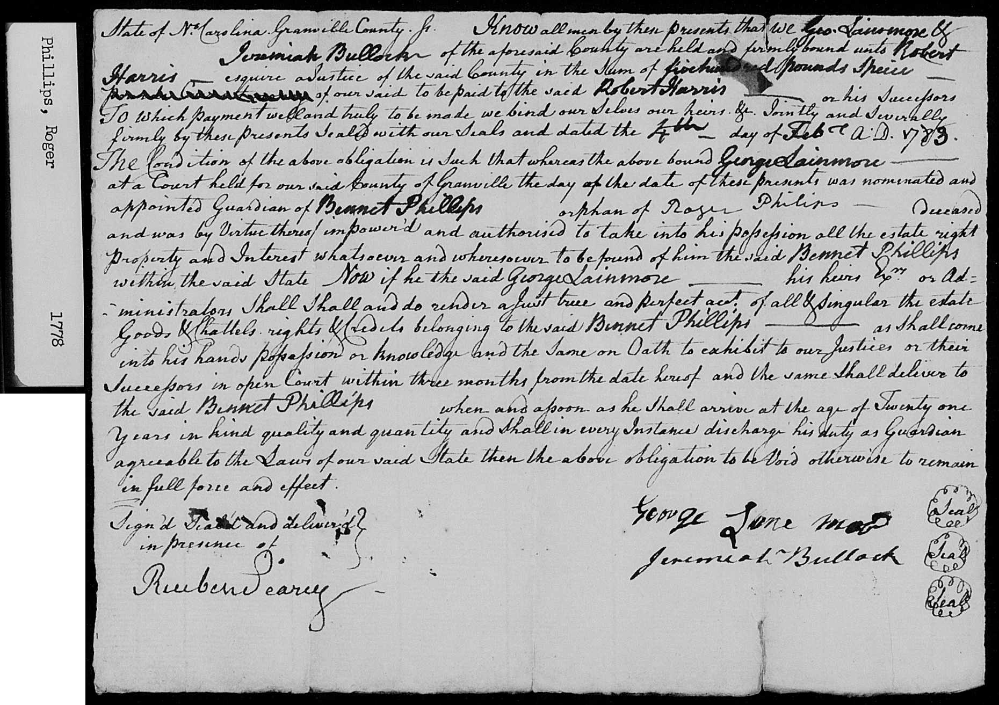 Phillips, Roger 1778
State of No. Carolina Granville County. Ss. Know all men by these presents that we Geo. Lainmore &
Jeremiah Bullock of the aforesaid County are held and firmly bound unto Robert
Harris — esquire a Justice of the said County in the Sum of five hundred pounds Specie —
of our said to be paid to the said Robert Harris — or his Successors
To which payment well and truly to be made we bind our Selves our heirs &c. Jointly and Severally
firmly by these presents Sealed with our Seals and dated the 4th — day of Feb A:D. 1783.
The Condition of the above obligation is Such that whereas the above bound George Lainmore —
at a Court held for our said County of Granville the day of the date of these presents was nominated and
appointed Guardian of Bennet Phillips orphan of Roger Philips — deceased
and was by Virtue thereof impower'd and authorised to take into his possession all the estate right
property and Interest whatsoever and wheresoever to be found of him the said Bennet Phillips
within the said State Now if he the said George Lainmore — his heirs Exrs. or Ad=
=ministrators Shall Shall and do render a Just true and perfect acct. of all & Singular the estate
Goods & Chattels rights & Credets belonging to the said Bennet Phillips — as Shall come
into his hands possession or knowledge and the Same on Oath to exhibit to our Justices or their
Successors in open Court within three months from the date hereof and the same Shall deliver to
the said Bennet Phillips when and assoon as he Shall arrive at the age of Twenty one
Years in kind quality and quantity and Shall in every Instance discharge his duty as Guardian
agreeable to the Laws of our said State then the above obligation to be Void otherwise to remain
in full force and effect.
Sign'd Seal'd and deliver'd
in presence of
Reuben Searcy
George Lane more Seal
Jeremiah Bullock Seal
Seal